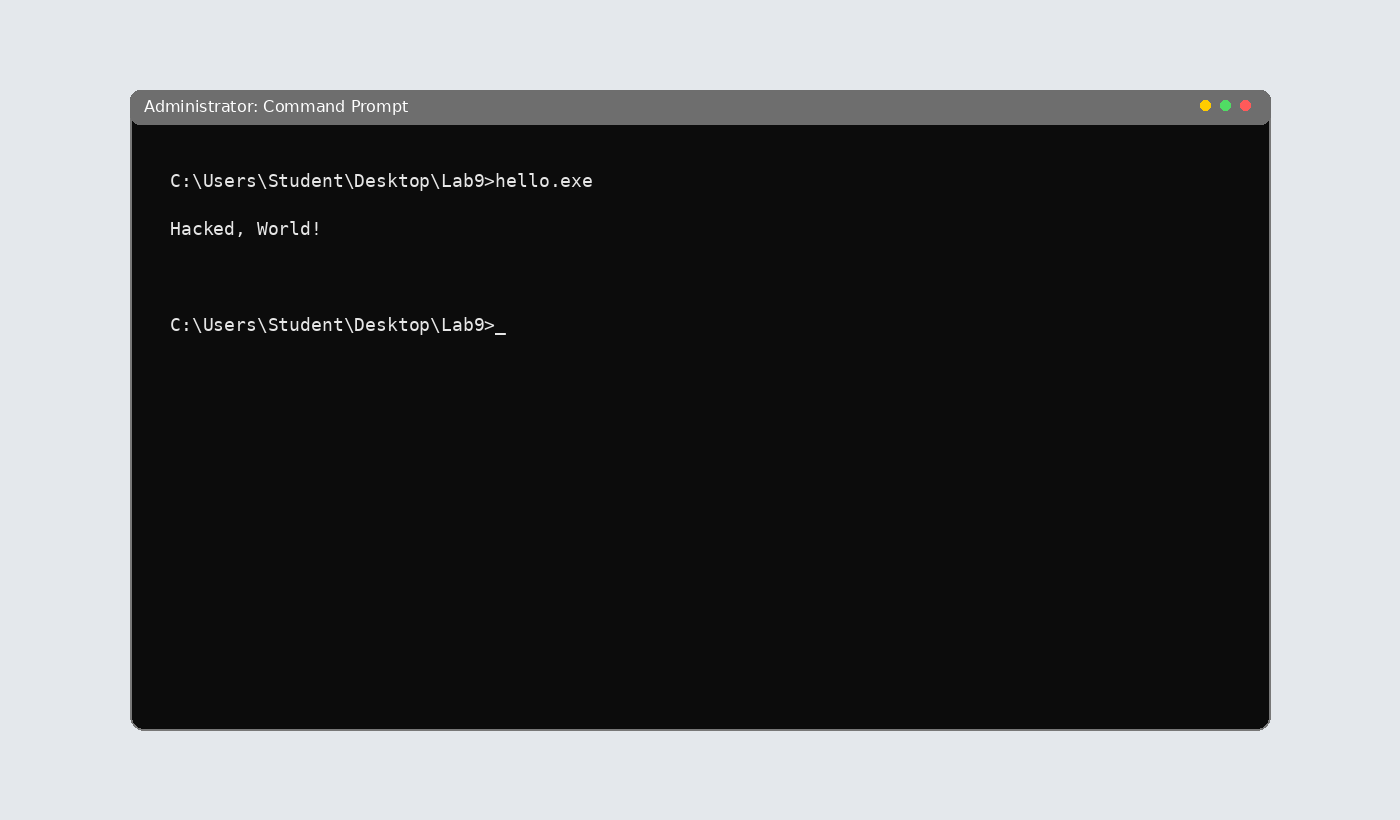 Administrator: Command Prompt
C:\Users\Student\Desktop\Lab9>hello.exe
Hacked, World!
C:\Users\Student\Desktop\Lab9>_